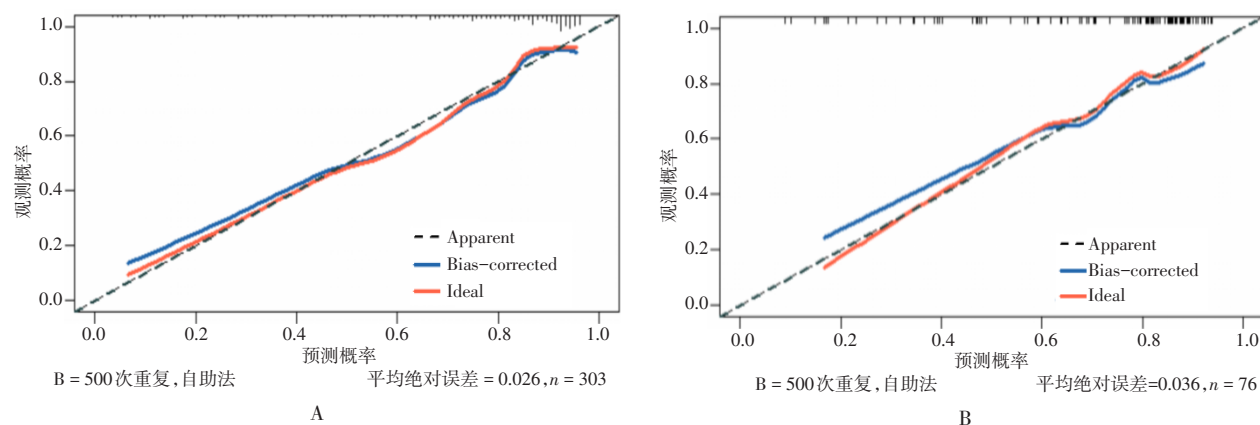 1.0
0.8
0.6
0.4
0.2
0.0
观测概率
Apparent
Bias-corrected
Ideal
0.0 0.2 0.4 0.6 0.8 1.0
预测概率
B = 500次重复,自助法 平均绝对误差 = 0.026, n = 303
A
1.0
0.8
0.6
0.4
0.2
0.0
观测概率
Apparent
Bias-corrected
Ideal
0.0 0.2 0.4 0.6 0.8 1.0
预测概率
B = 500次重复,自助法 平均绝对误差=0.036, n = 76
B